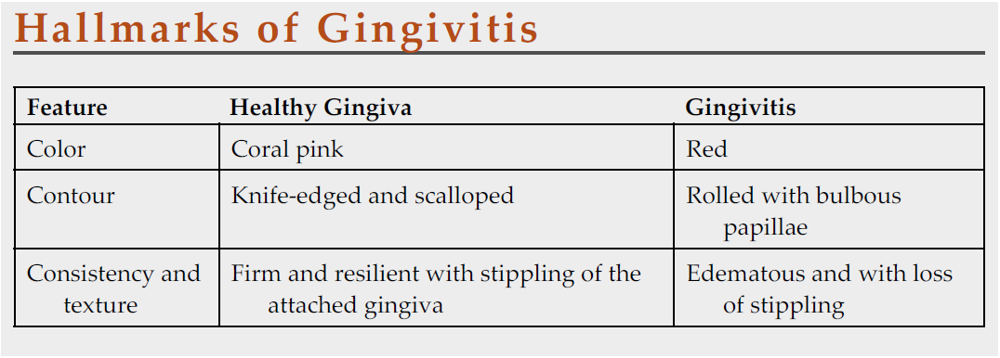 Hallmarks of Gingivitis
Feature Healthy Gingiva Gingivitis
Color Coral pink Red
Contour Knife-edged and scalloped Rolled with bulbous
papillae
Consistency and Firm and resilient with stippling of the Edematous and with loss
texture attached gingiva of stippling